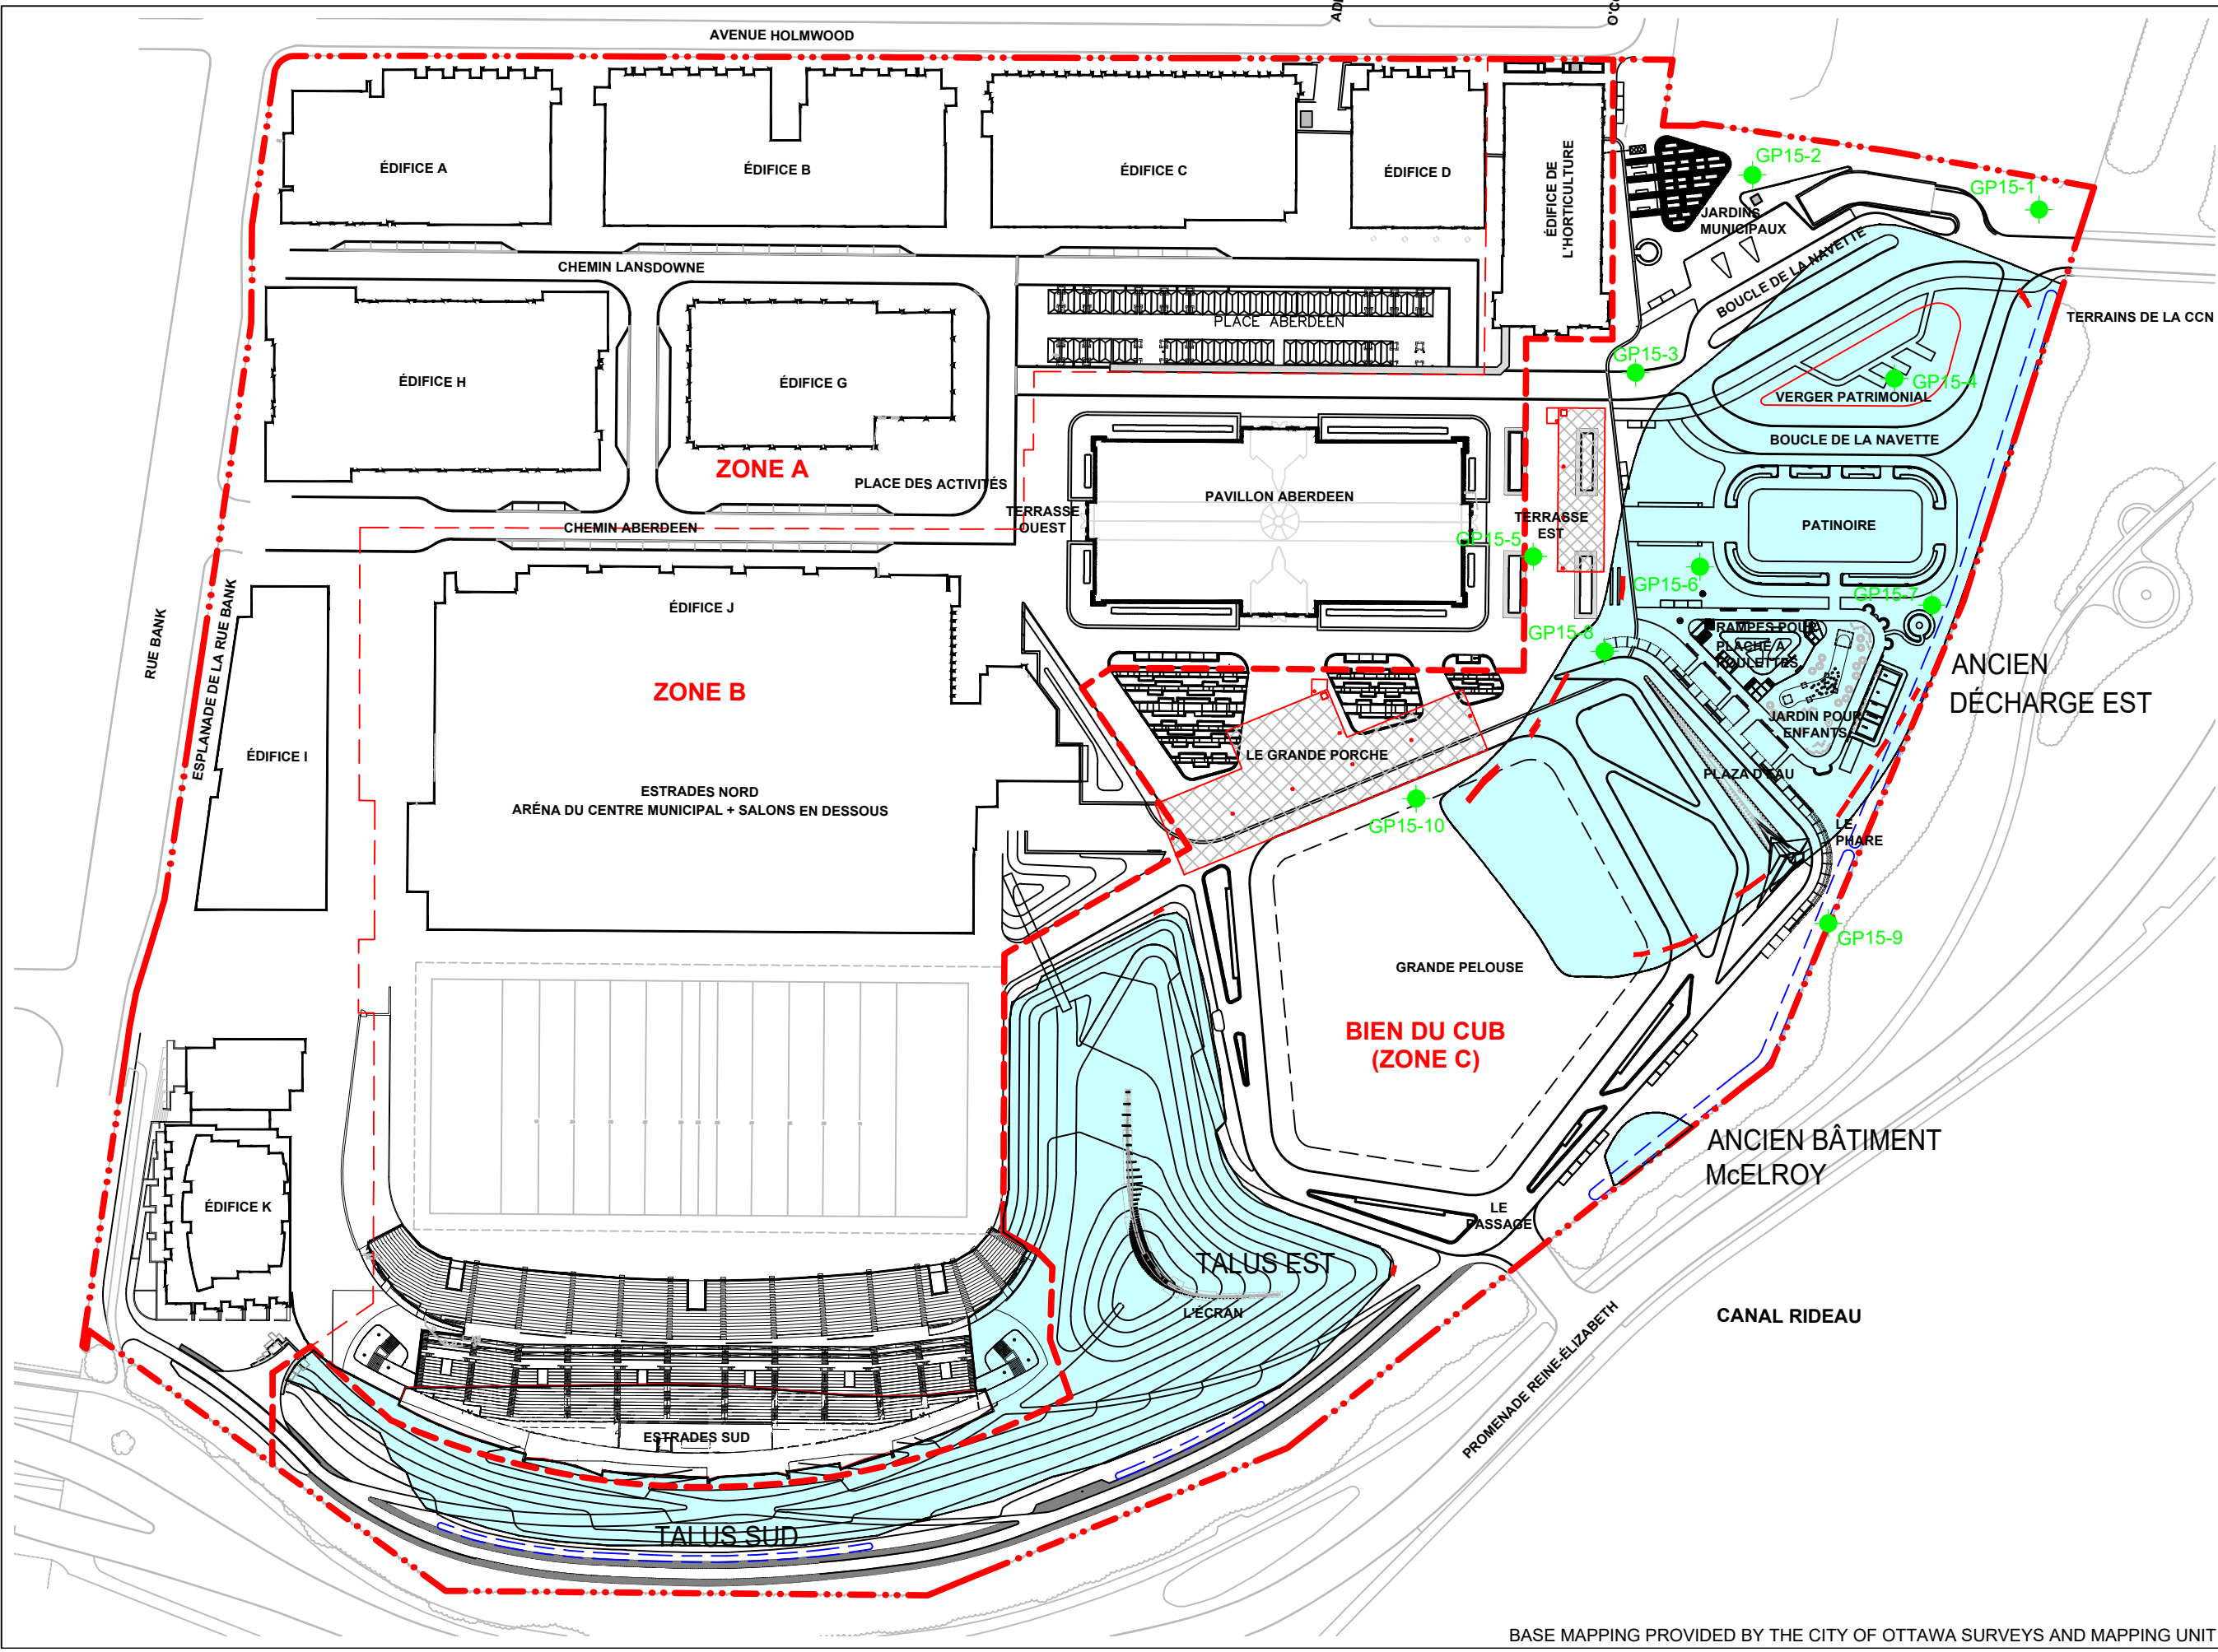 AVENUE HOLMWOOD
ÉDIFICE A
ÉDIFICE B
ÉDIFICE C
ÉDIFICE D
ÉDIFICE DE
L'HORTICULTURE
GP15-2
GP15-1
JARDINS
MUNICIPAUX
BOUCLE DE LA NAVETTE
CHEMIN LANSDOWNE
PLACE ABERDEEN
TERRAINS DE LA CCN
GP15-3
GP15-4
VERGER PATRIMONIAL
BOUCLE DE LA NAVETTE
ÉDIFICE H
ÉDIFICE G
ZONE A
PLACE DES ACTIVITÉS
PAVILLON ABERDEEN
TERRASSE
OUEST
TERRASSE
EST
PATINOIRE
CHEMIN ABERDEEN
GP15-5
GP15-6
GP15-7
GP15-8
RUE BANK
ESPLANADE DE LA RUE BANK
ÉDIFICE J
RAMPES POUR
PLACHE À
ROULETTES
ANCIEN
DÉCHARGE EST
ZONE B
JARDIN POUR
ENFANTS
ÉDIFICE I
LE GRANDE PORCHE
PLAZA D'EAU
ESTRADES NORD
ARÉNA DU CENTRE MUNICIPAL + SALONS EN DESSOUS
GP15-10
LE
PHARE
GP15-9
GRANDE PELOUSE
BIEN DU CUB
(ZONE C)
ANCIEN BÂTIMENT
McELROY
ÉDIFICE K
LE
PASSAGE
TALUS EST
L'ÉCRAN
CANAL RIDEAU
PROMENADE REINE-ÉLIZABETH
ESTRADES SUD
TALUS SUD
BASE MAPPING PROVIDED BY THE CITY OF OTTAWA SURVEYS AND MAPPING UNIT